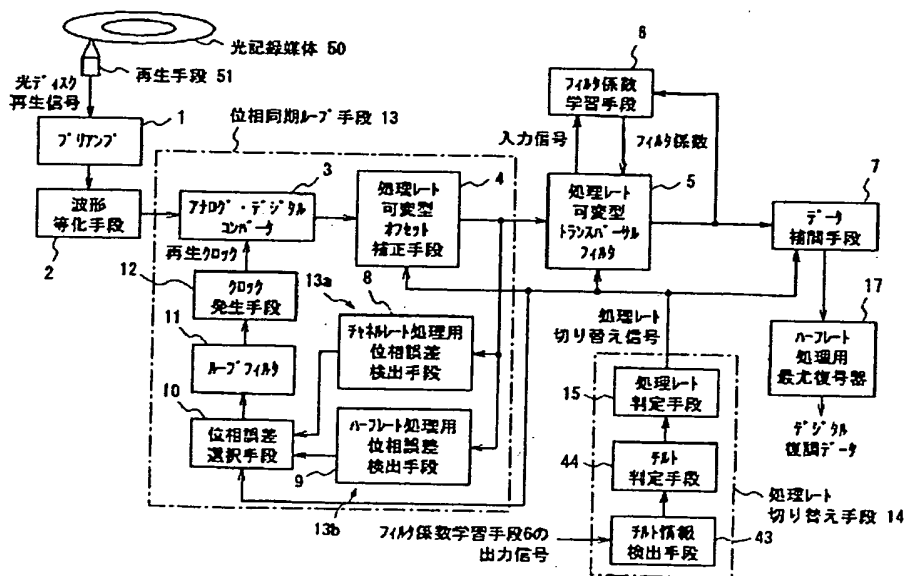 光記録媒体 50
再生手段 51
光ディスク
再生信号
1
プリアンプ
波形
等化手段
2
位相同期ループ手段 13
3
アナログ・デジタル
コンバータ
再生クロック
12
クロック
発生手段
11
ループフィルタ
10
位相誤差
選択手段
4
処理レート
可変型
オフセット
補正手段
13a
8
チャネルレート処理用
位相誤差
検出手段
ハーフレート処理用
位相誤差
検出手段
9
13b
6
フィルタ係数
学習手段
入力信号
フィルタ係数
5
処理レート
可変型
トランスバーサル
フィルタ
7
データ
補間手段
17
ハーフレート
処理用
最尤復号器
デジタル
復調データ
処理レート
切り替え信号
15
処理レート
判定手段
44
チルト
判定手段
処理レート
切り替え手段 14
チルト情報
検出手段
43
フィルタ係数学習手段6の
出力信号